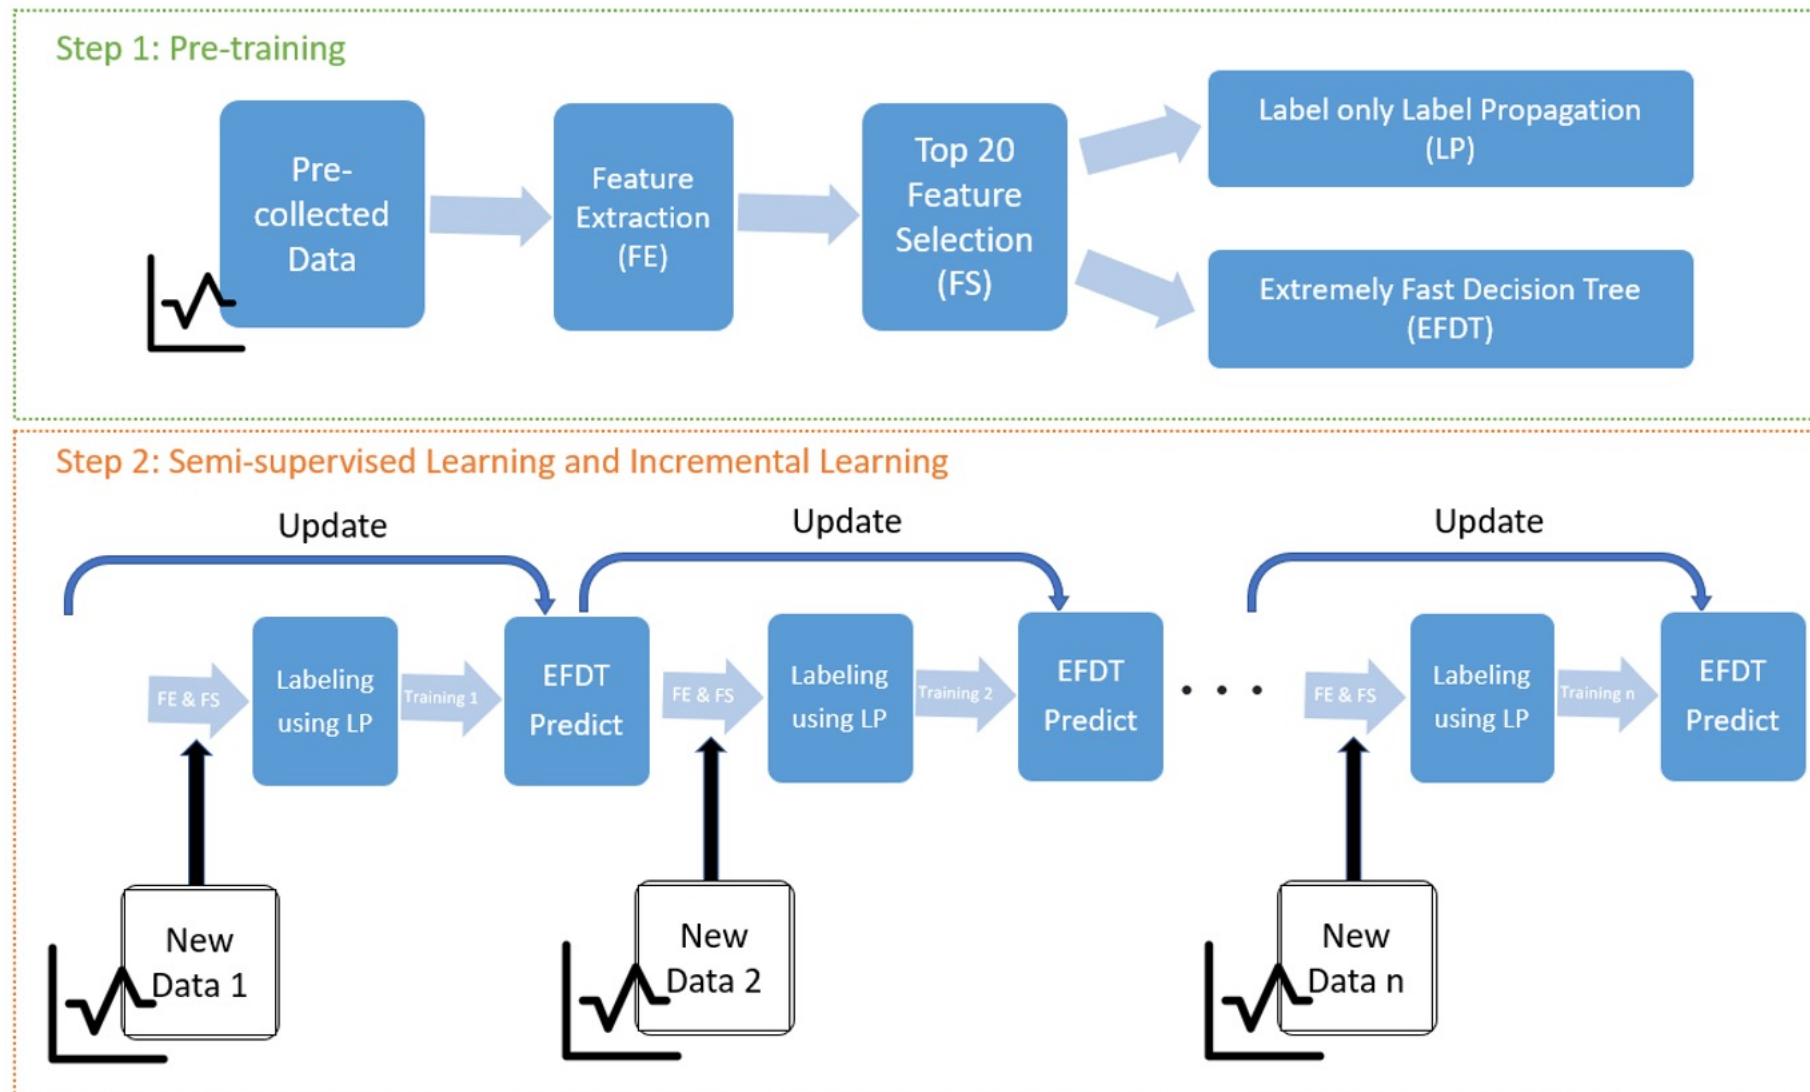 Step 1: Pre-training
Pre-
collected
Data
Feature
Extraction
(FE)
Top 20
Feature
Selection
(FS)
Label only Label Propagation
(LP)
Extremely Fast Decision Tree
(EFDT)
Step 2: Semi-supervised Learning and Incremental Learning
Update
Update
Update
FE & FS
Labeling
using LP
Training 1
EFDT
Predict
FE & FS
Labeling
using LP
Training 2
EFDT
Predict
. . .
FE & FS
Labeling
using LP
Training n
EFDT
Predict
New
Data 1
New
Data 2
New
Data n